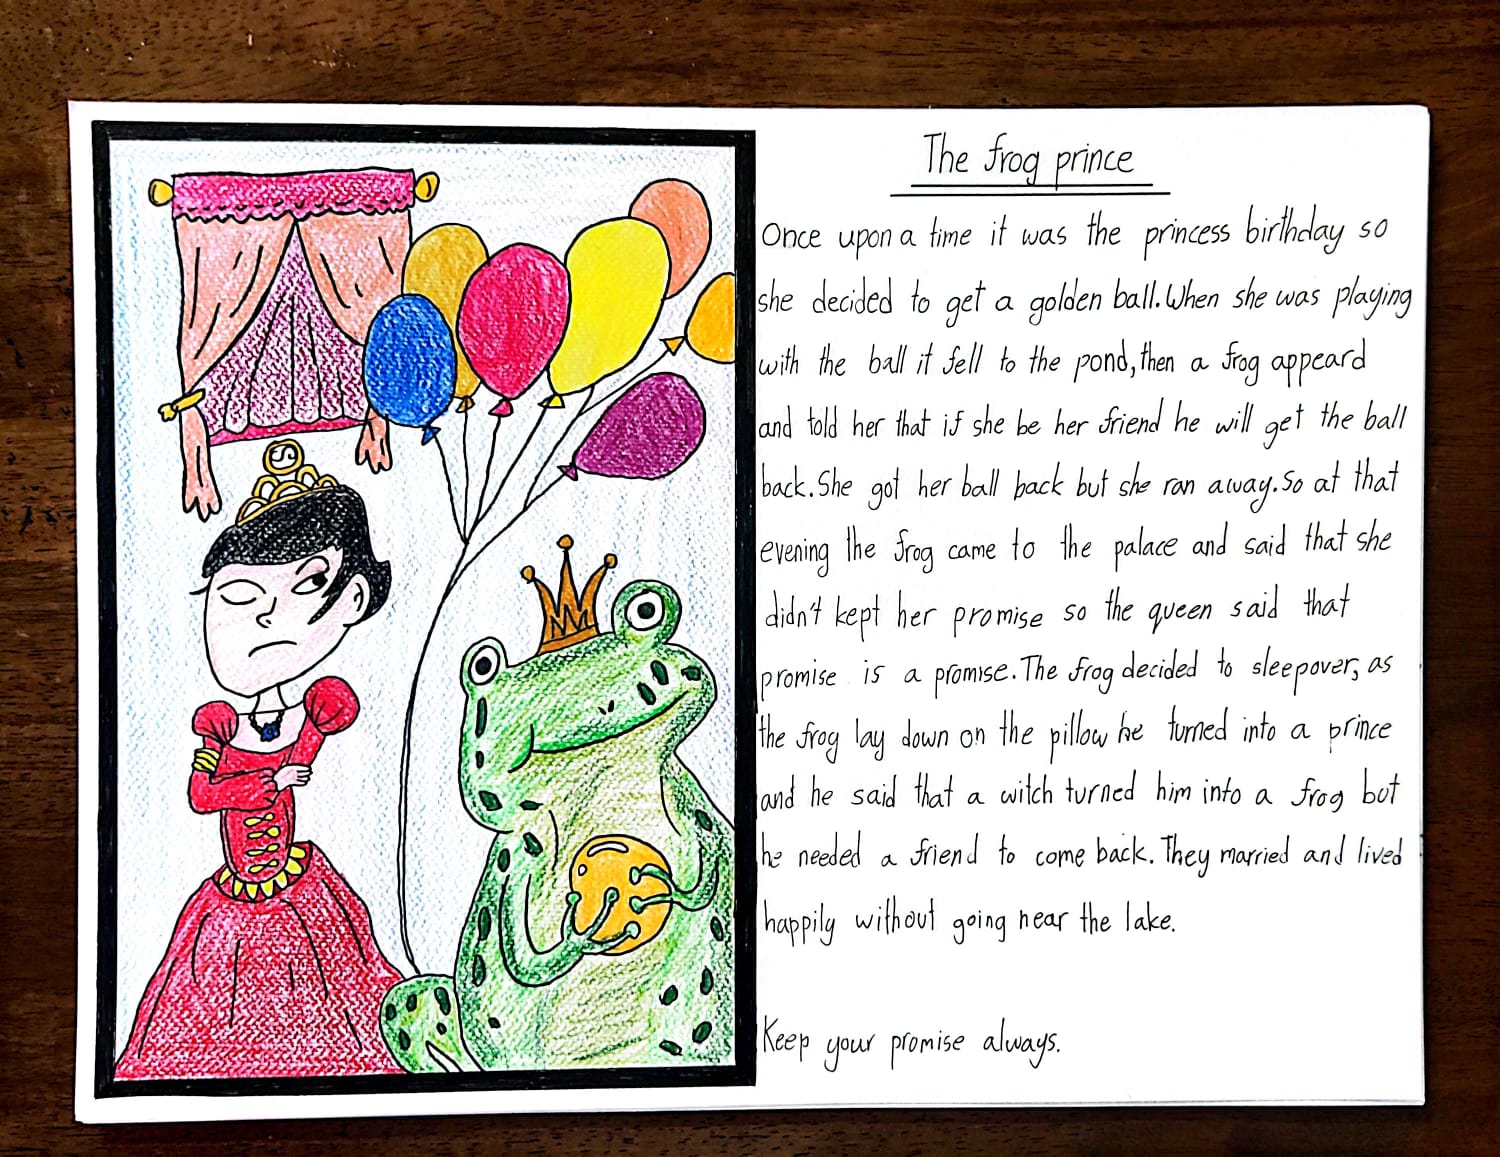 The frog prince
Once upon a time it was the princess birthday so
she decided to get a golden ball. When she was playing
with the ball it fell to the pond, then a frog appeard
and told her that if she be her friend he will get the ball
back. She got her ball back but she ran away. So at that
evening the frog came to the palace and said that she
didn't kept her promise so the queen said that
promise is a promise. The frog decided to sleepover, as
the frog lay down on the pillow he turned into a prince
and he said that a witch turned him into a frog but
he needed a friend to come back. They married and lived
happily without going near the lake.
Keep your promise always.